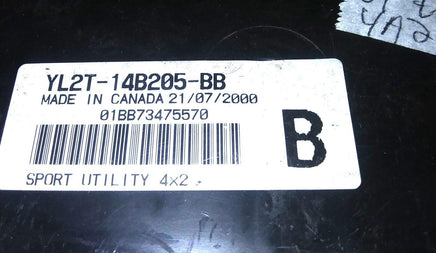 YL2T-14B205-BB
MADE IN CANADA 21/07/2000
01BB73475570
B
SPORT UTILITY 4x2